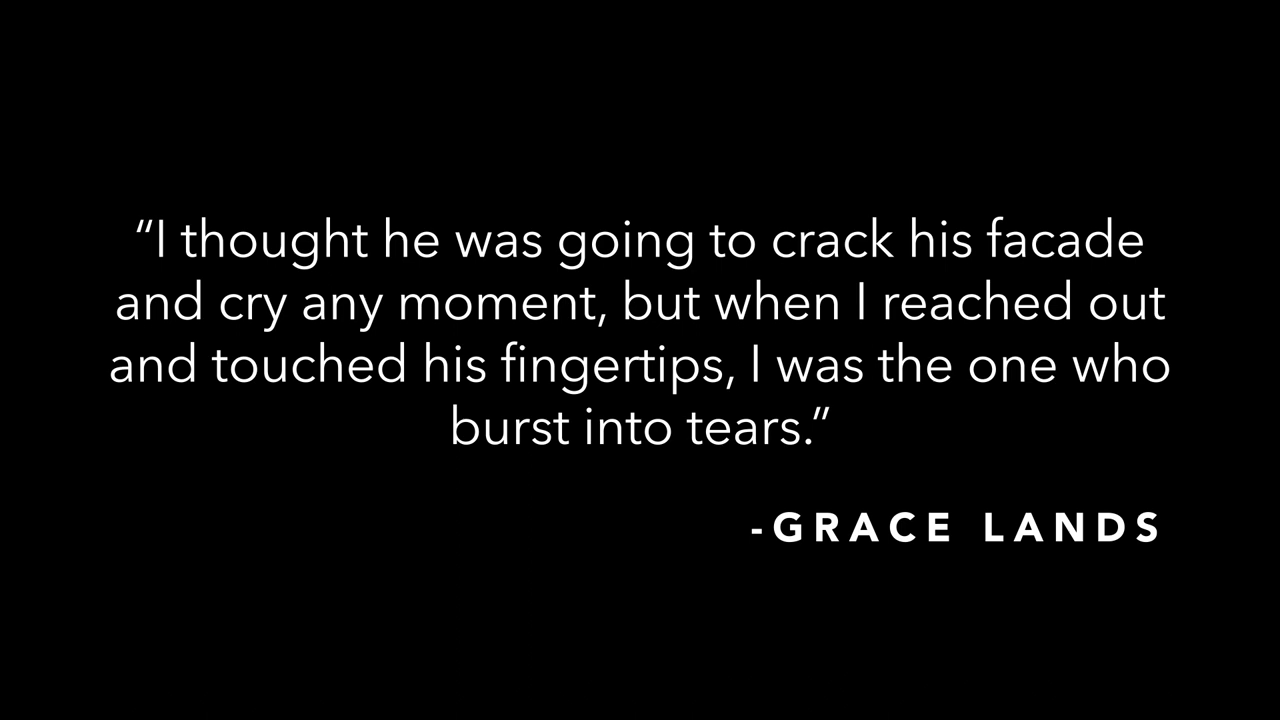 “I thought he was going to crack his facade
and cry any moment, but when I reached out
and touched his fingertips, I was the one who
burst into tears.”
-GRACE LANDS